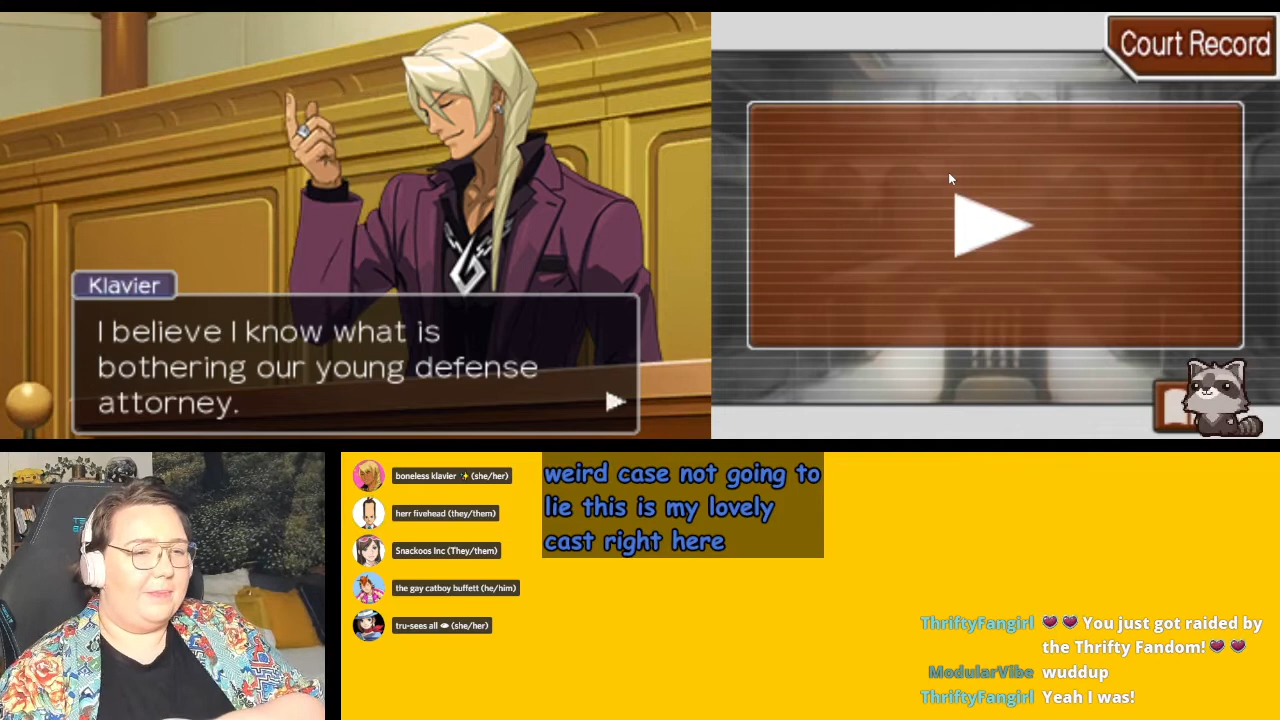 Court Record
Klavier
I believe I know what is
bothering our young defense
attorney.
boneless klavier ✨ (she/her)
herr fivehead (they/them)
Snackoos Inc (They/them)
the gay catboy buffett (he/him)
tru-sees all 👁 (she/her)
weird case not going to
lie this is my lovely
cast right here
ThriftyFangirl ❤ ❤ You just got raided by
the Thrifty Fandom! ❤ ❤
ModularVibe wuddup
ThriftyFangirl Yeah I was!